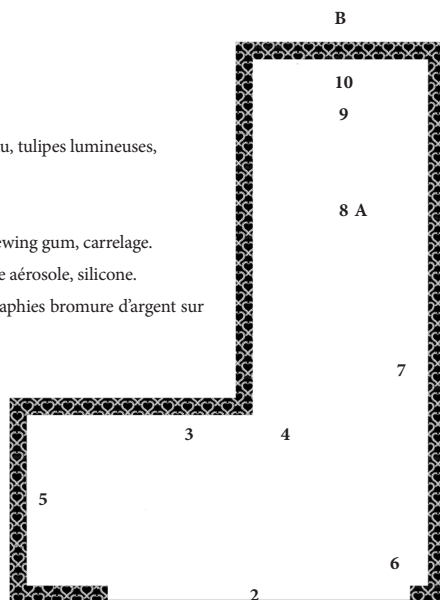 B
10
9
u, tulipes lumineuses,
8 A
ewing gum, carrelage.
e aérosole, silicone.
aphies bromure d’argent sur
7
3 4
5
6
2